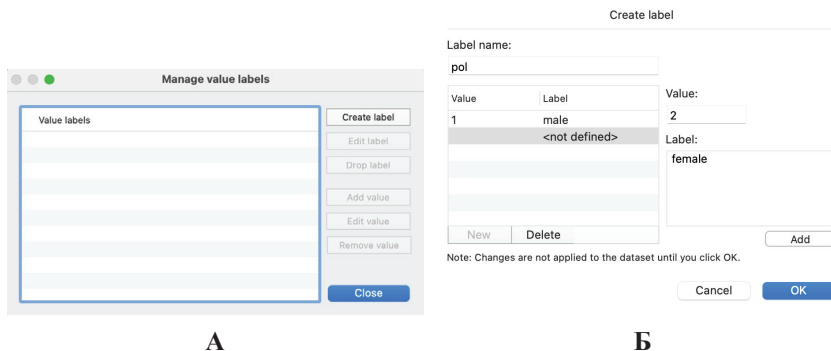 Manage value labels
Value labels
Create label
Edit label
Drop label
Add value
Edit value
Remove value
Close
А
Create label
Label name:
pol
Value Label
1 male
<not defined>
New Delete
Value:
2
Label:
female
Add
Note: Changes are not applied to the dataset until you click OK.
Cancel OK
Б